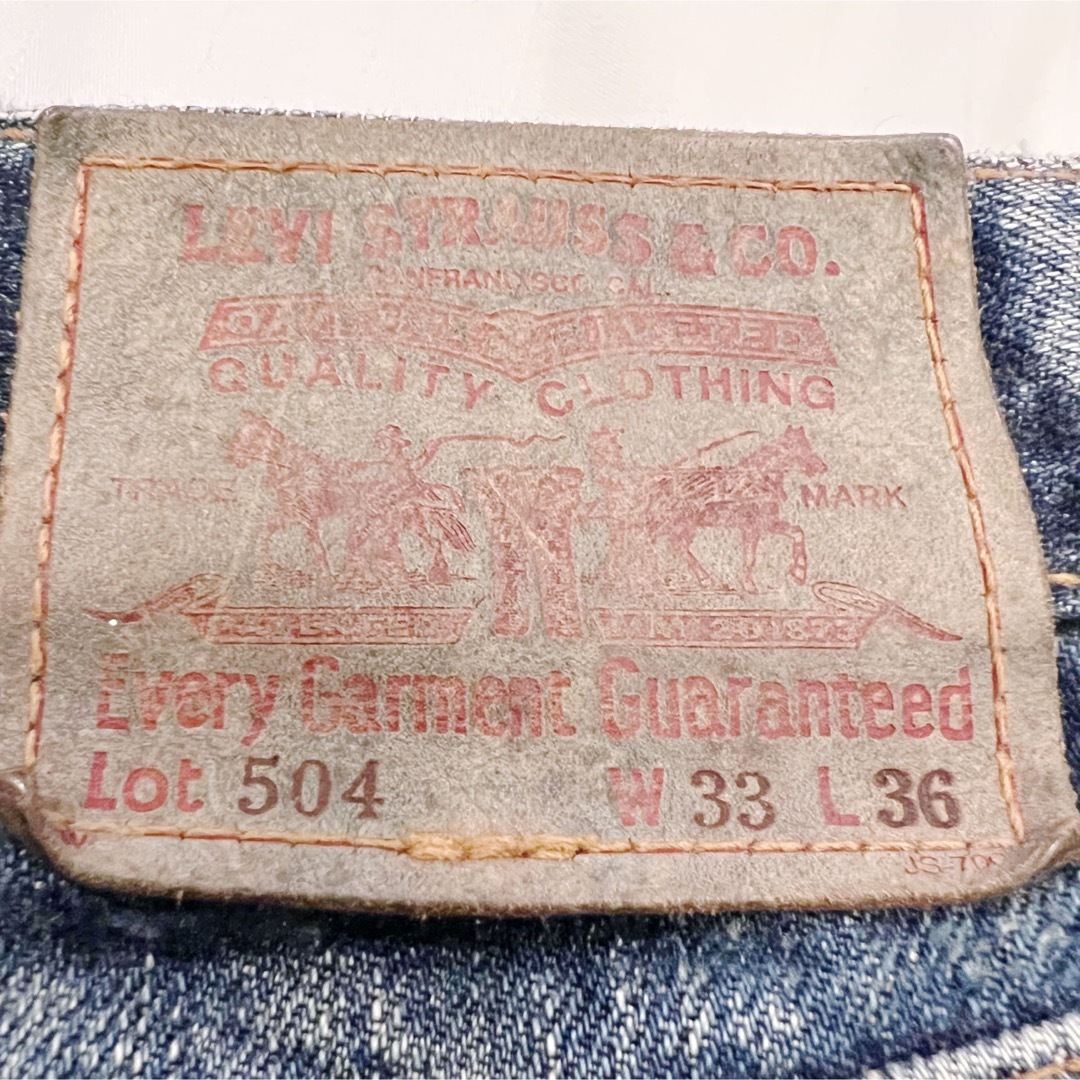 LEVI STRAUSS & CO.
QUALITY CLOTHING
TRADE MARK
Every Garment Guaranteed
Lot 504 W 33 L 36